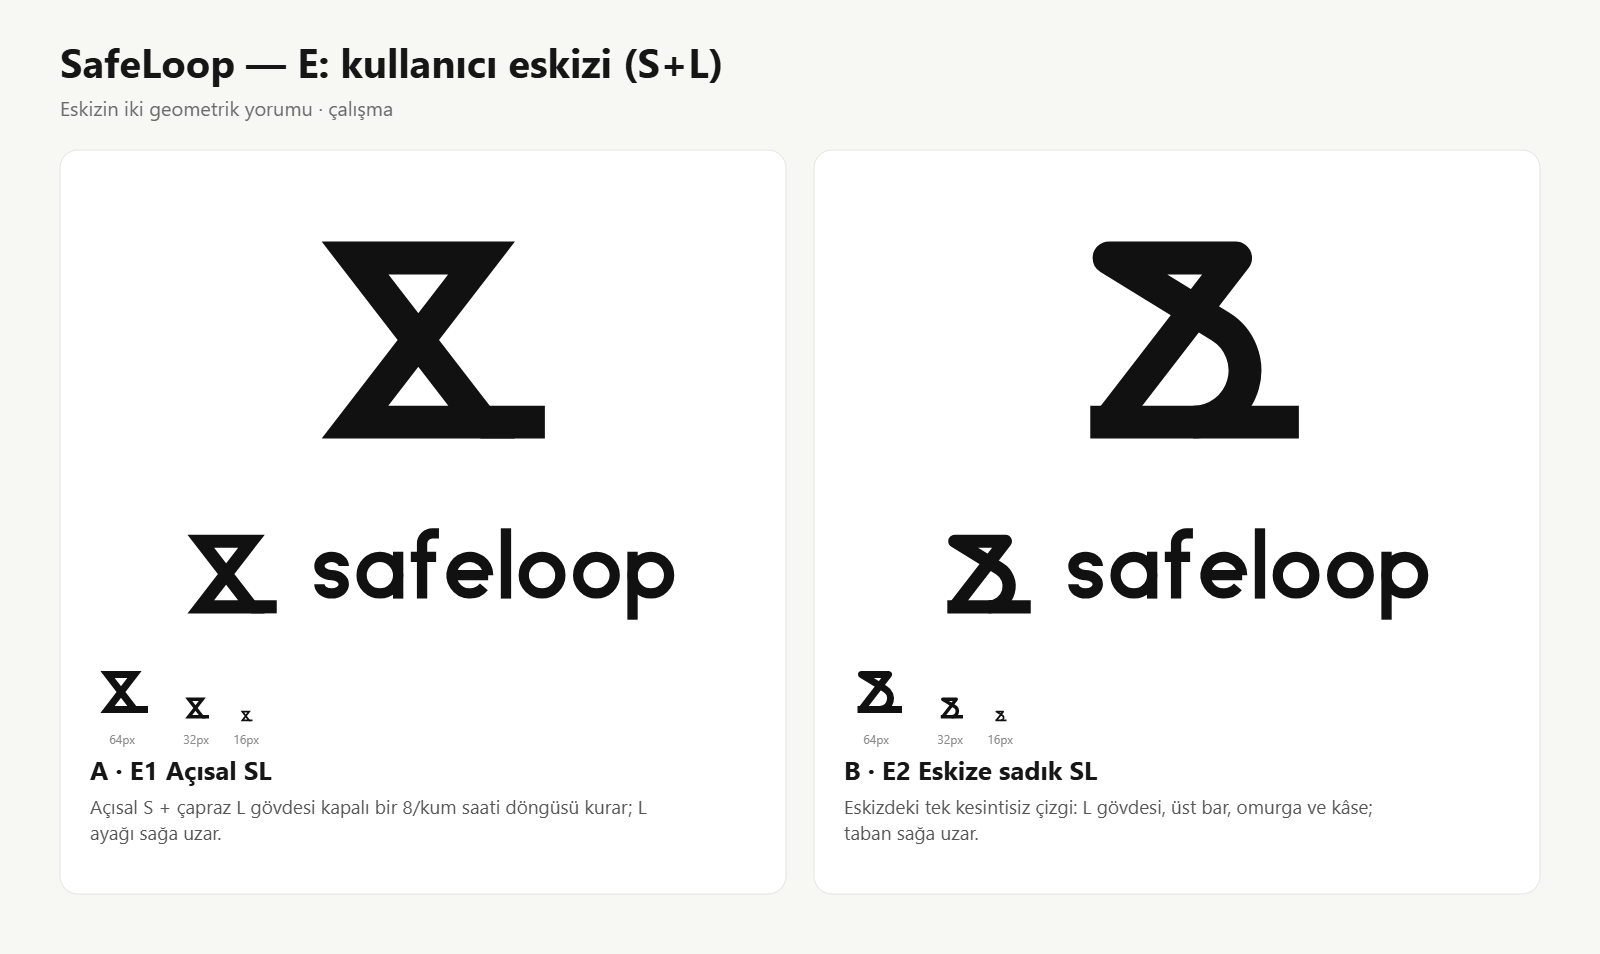 SafeLoop — E: kullanıcı eskizi (S+L)
Eskizin iki geometrik yorumu · çalışma
safeloop
64px 32px 16px
A · E1 Açısal SL
Açısal S + çapraz L gövdesi kapalı bir 8/kum saati döngüsü kurar; L
ayağı sağa uzar.
safeloop
64px 32px 16px
B · E2 Eskize sadık SL
Eskizdeki tek kesintisiz çizgi: L gövdesi, üst bar, omurga ve kâse;
taban sağa uzar.